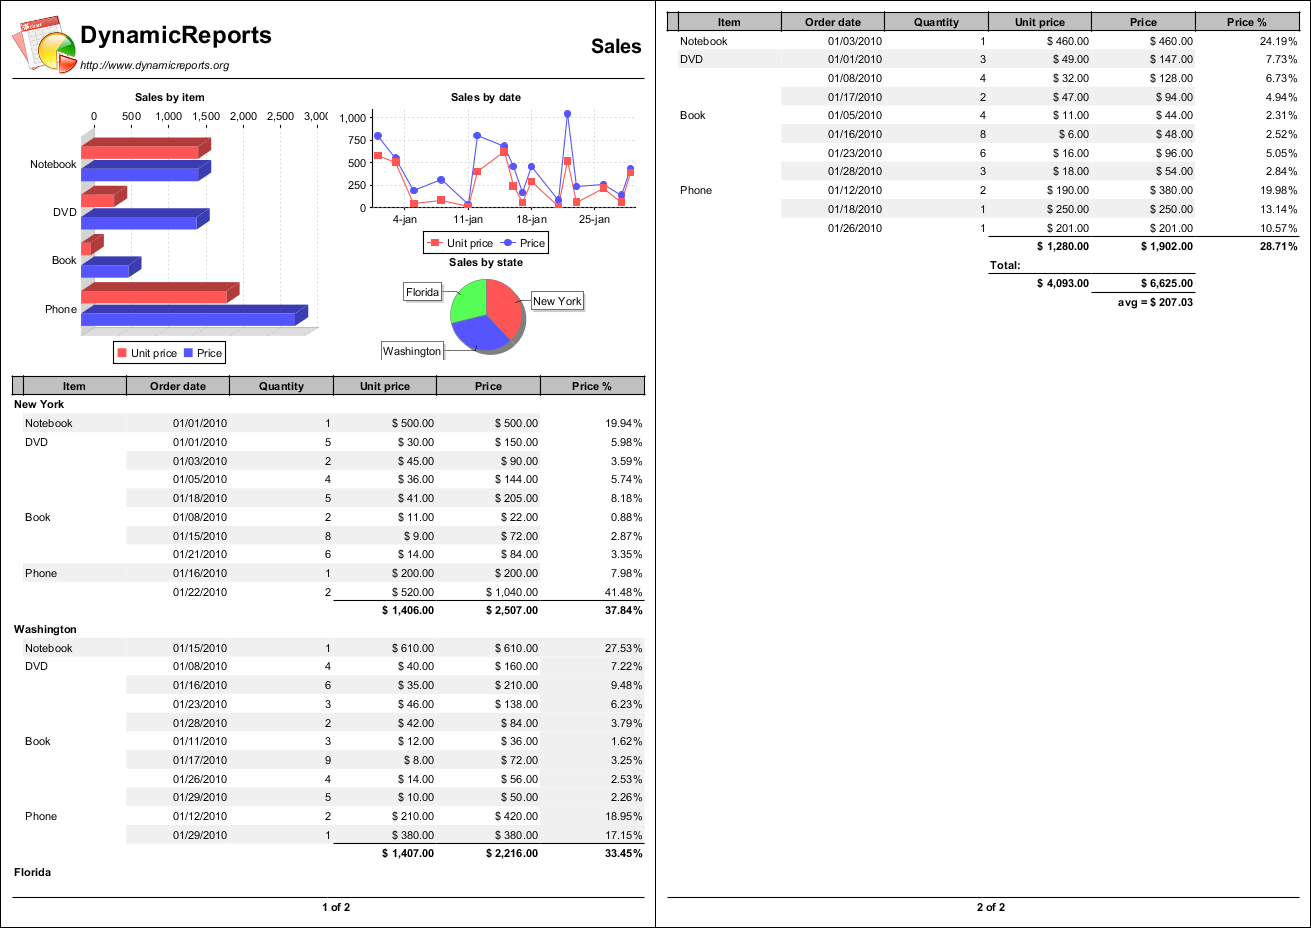 DynamicReports
http://www.dynamicreports.org
Sales
Sales by item
0 500 1,000 1,500 2,000 2,500 3,000
Notebook
DVD
Book
Phone
Unit price Price
Sales by date
1,000
750
500
250
0
4-jan 11-jan 18-jan 25-jan
Unit price Price
Sales by state
Florida
New York
Washington
Item Order date Quantity Unit price Price Price %
New York
Notebook 01/01/2010 1 $ 500.00 $ 500.00 19.94%
DVD 01/01/2010 5 $ 30.00 $ 150.00 5.98%
01/03/2010 2 $ 45.00 $ 90.00 3.59%
01/05/2010 4 $ 36.00 $ 144.00 5.74%
01/18/2010 5 $ 41.00 $ 205.00 8.18%
Book 01/08/2010 2 $ 11.00 $ 22.00 0.88%
01/15/2010 8 $ 9.00 $ 72.00 2.87%
01/21/2010 6 $ 14.00 $ 84.00 3.35%
Phone 01/16/2010 1 $ 200.00 $ 200.00 7.98%
01/22/2010 2 $ 520.00 $ 1,040.00 41.48%
$ 1,406.00 $ 2,507.00 37.84%
Washington
Notebook 01/15/2010 1 $ 610.00 $ 610.00 27.53%
DVD 01/08/2010 4 $ 40.00 $ 160.00 7.22%
01/16/2010 6 $ 35.00 $ 210.00 9.48%
01/23/2010 3 $ 46.00 $ 138.00 6.23%
01/28/2010 2 $ 42.00 $ 84.00 3.79%
Book 01/11/2010 3 $ 12.00 $ 36.00 1.62%
01/17/2010 9 $ 8.00 $ 72.00 3.25%
01/26/2010 4 $ 14.00 $ 56.00 2.53%
01/29/2010 5 $ 10.00 $ 50.00 2.26%
Phone 01/12/2010 2 $ 210.00 $ 420.00 18.95%
01/29/2010 1 $ 380.00 $ 380.00 17.15%
$ 1,407.00 $ 2,216.00 33.45%
Florida
1 of 2
Item Order date Quantity Unit price Price Price %
Notebook 01/03/2010 1 $ 460.00 $ 460.00 24.19%
DVD 01/01/2010 3 $ 49.00 $ 147.00 7.73%
01/08/2010 4 $ 32.00 $ 128.00 6.73%
01/17/2010 2 $ 47.00 $ 94.00 4.94%
Book 01/05/2010 4 $ 11.00 $ 44.00 2.31%
01/16/2010 8 $ 6.00 $ 48.00 2.52%
01/23/2010 6 $ 16.00 $ 96.00 5.05%
01/28/2010 3 $ 18.00 $ 54.00 2.84%
Phone 01/12/2010 2 $ 190.00 $ 380.00 19.98%
01/18/2010 1 $ 250.00 $ 250.00 13.14%
01/26/2010 1 $ 201.00 $ 201.00 10.57%
$ 1,280.00 $ 1,902.00 28.71%
Total:
$ 4,093.00 $ 6,625.00
avg = $ 207.03
2 of 2